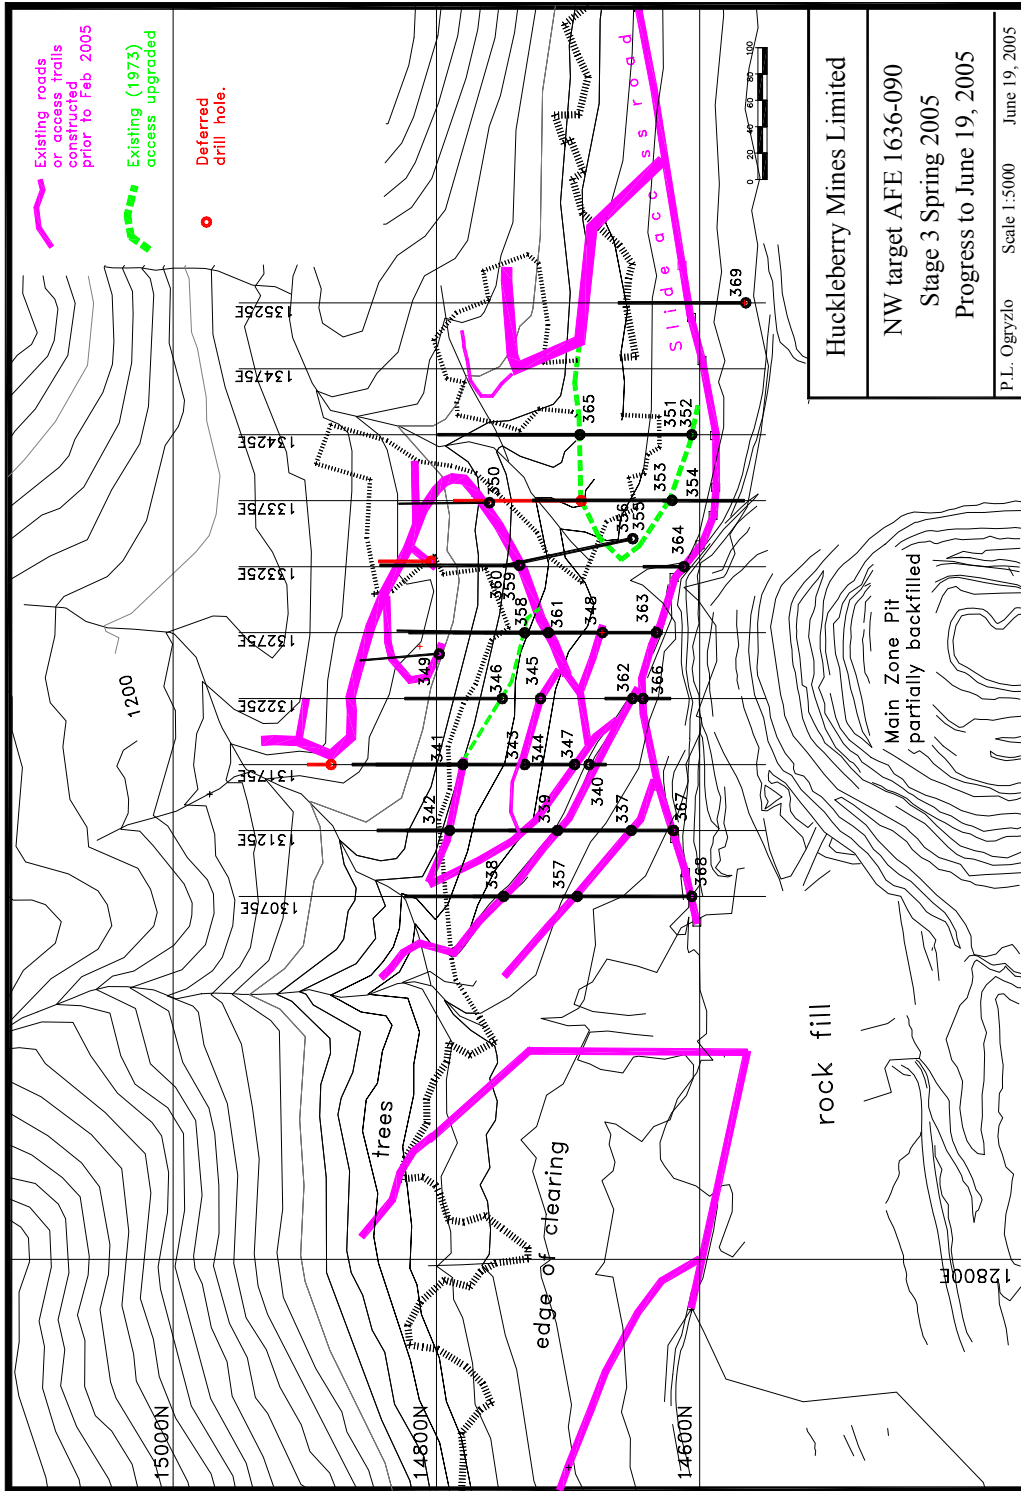 Existing roads
or access trails
constructed
prior to Feb 2005
Existing (1973)
access upgraded
Deferred
drill hole.
Huckleberry Mines Limited
NW target AFE 1636-090
Stage 3 Spring 2005
Progress to June 19, 2005
P.L. Ogryzlo Scale 1:5000 June 19, 2005
0 20 40 60 80 100
Slide access road
15000N
14800N
14600N
12800E
13075E
13125E
13175E
13225E
13275E
13325E
13375E
13425E
13475E
13525E
1200
trees
edge of clearing
rock fill
Main Zone Pit
partially backfilled
338
357
368
342
339
337
367
341
343
344
347
340
346
345
362
366
349
358
361
348
363
360
359
364
350
356
355
353
354
365
351
352
369